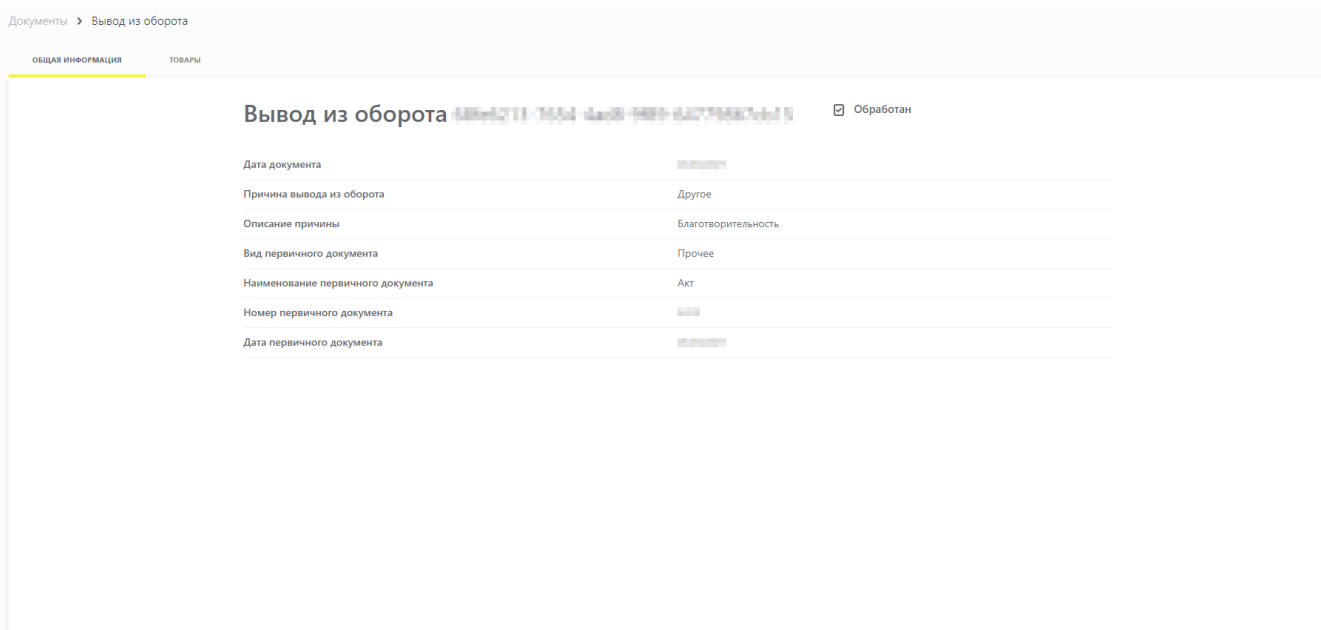 Документы > Вывод из оборота
ОБЩАЯ ИНФОРМАЦИЯ ТОВАРЫ
Вывод из оборота Обработан
Дата документа
Причина вывода из оборота Другое
Описание причины Благотворительность
Вид первичного документа Прочее
Наименование первичного документа Акт
Номер первичного документа
Дата первичного документа